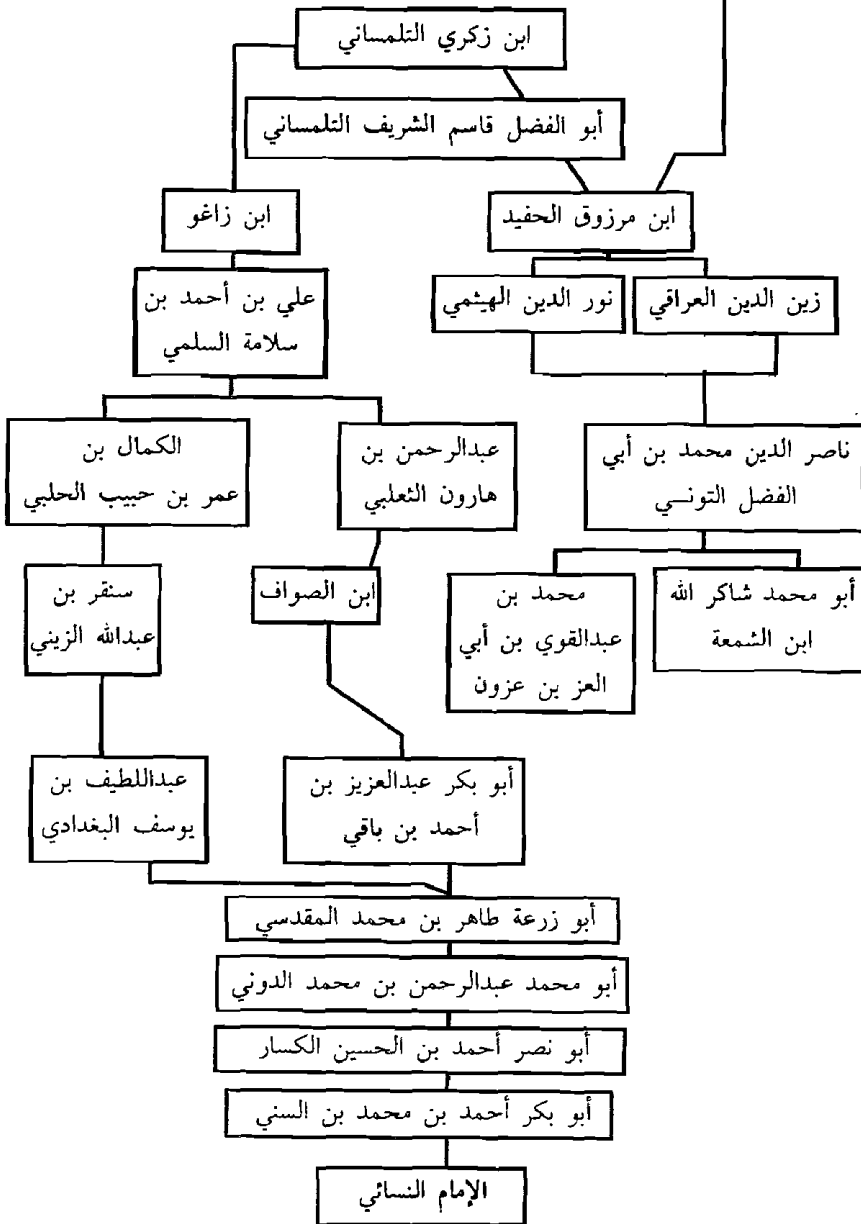 ابن زكري التلمساني
أبو الفضل قاسم الشريف التلمساني
ابن مرزوق الحفيد
ابن زاغو
زين الدين العراقي
نور الدين الهيثمي
علي بن أحمد بن
سلامة السلمي
ناصر الدين محمد بن أبي
الفضل التونسي
عبدالرحمن بن
هارون الثعلبي
الكمال بن
عمر بن حبيب الحلبي
أبو محمد شاكر الله
ابن الشمعة
محمد بن
عبدالقوي بن أبي
العز بن عزون
ابن الصواف
سنقر بن
عبدالله الزيني
أبو بكر عبدالعزيز بن
أحمد بن باقي
عبداللطيف بن
يوسف البغدادي
أبو زرعة طاهر بن محمد المقدسي
أبو محمد عبدالرحمن بن محمد الدوني
أبو نصر أحمد بن الحسين الكسار
أبو بكر أحمد بن محمد بن السني
الإمام النسائي